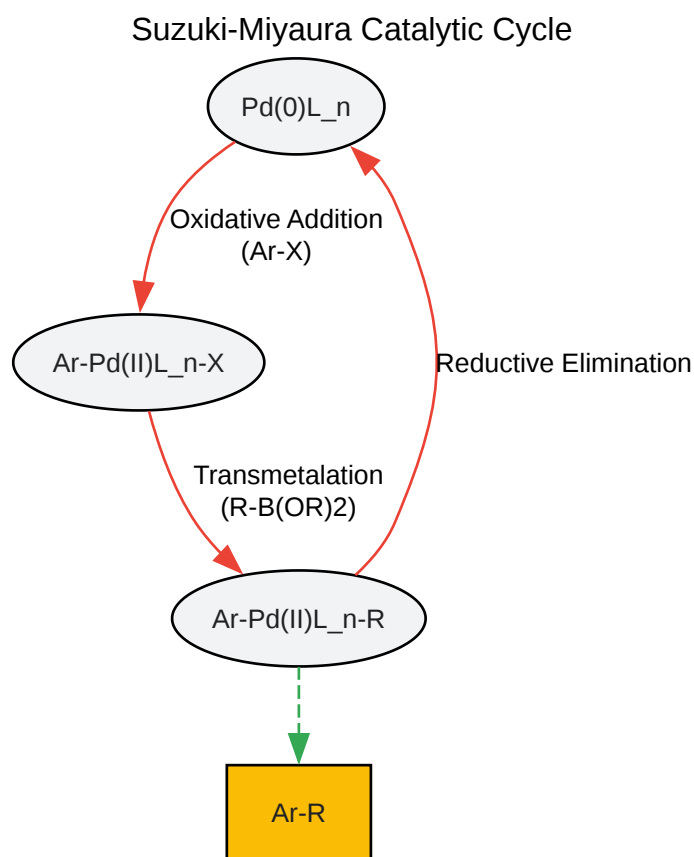 Suzuki-Miyaura Catalytic Cycle
Pd(0)L_n
Oxidative Addition
(Ar-X)
Ar-Pd(II)L_n-X
Reductive Elimination
Transmetalation
(R-B(OR)2)
Ar-Pd(II)L_n-R
Ar-R